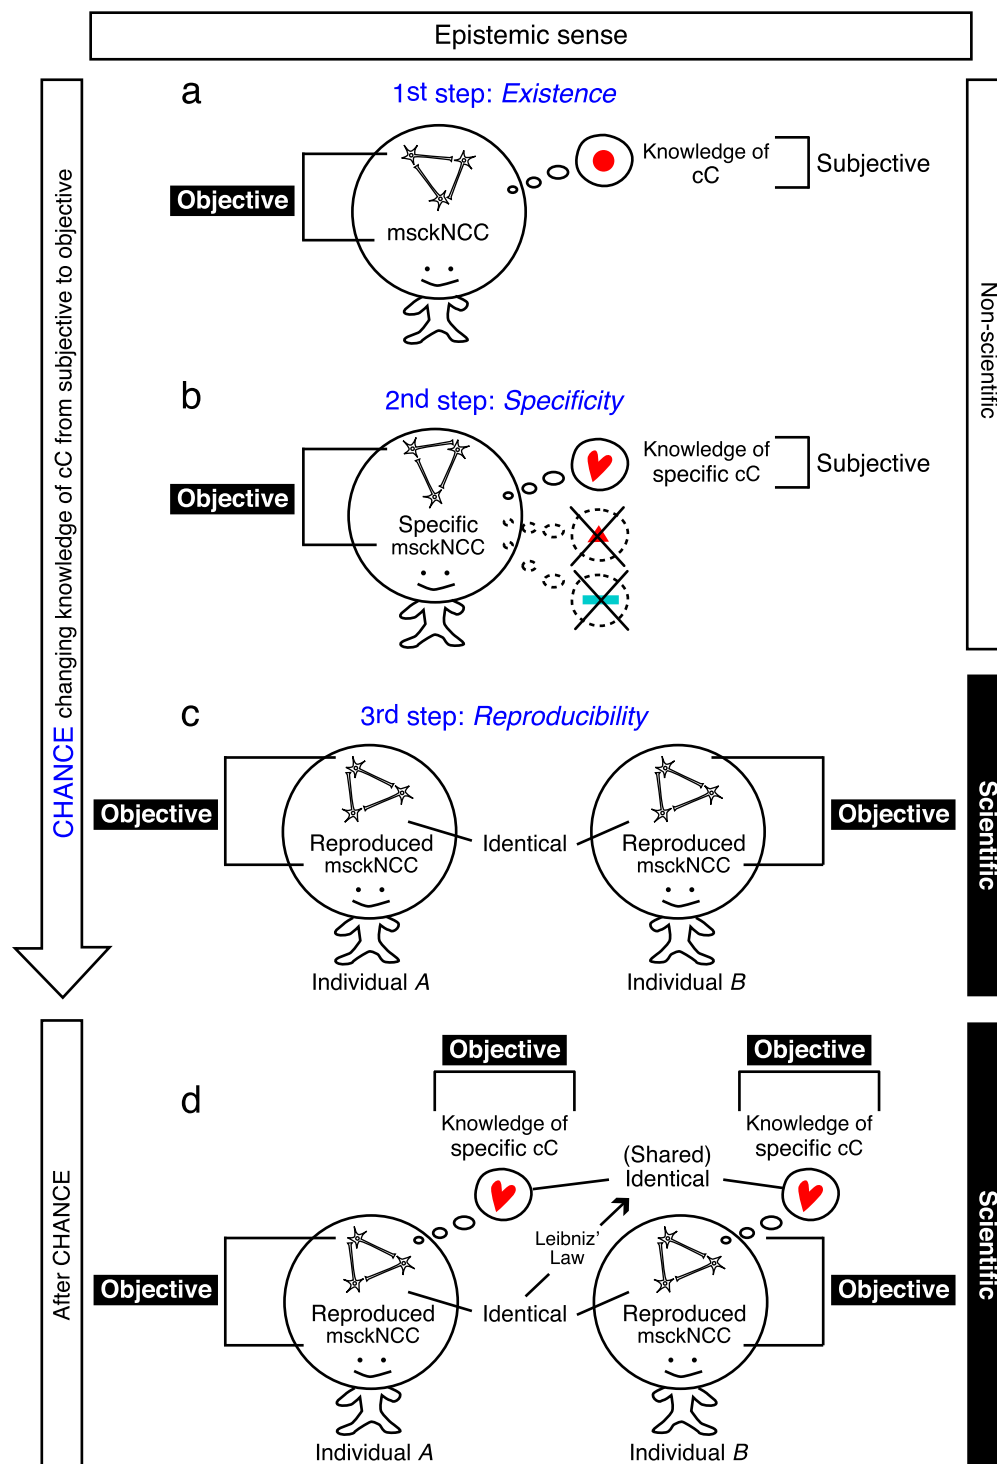 Epistemic sense
CHANCE changing knowledge of cC from subjective to objective
Non-scientific
a
1st step: Existence
Objective
msckNCC
Knowledge of
cC
Subjective
b
2nd step: Specificity
Objective
Specific
msckNCC
Knowledge of
specific cC
Subjective
c
3rd step: Reproducibility
Scientific
Objective
Reproduced
msckNCC
Identical
Reproduced
msckNCC
Objective
Individual A
Individual B
After CHANCE
Scientific
d
Objective
Objective
Knowledge of
specific cC
Knowledge of
specific cC
(Shared)
Identical
Leibniz’
Law
Objective
Reproduced
msckNCC
Identical
Reproduced
msckNCC
Objective
Individual A
Individual B